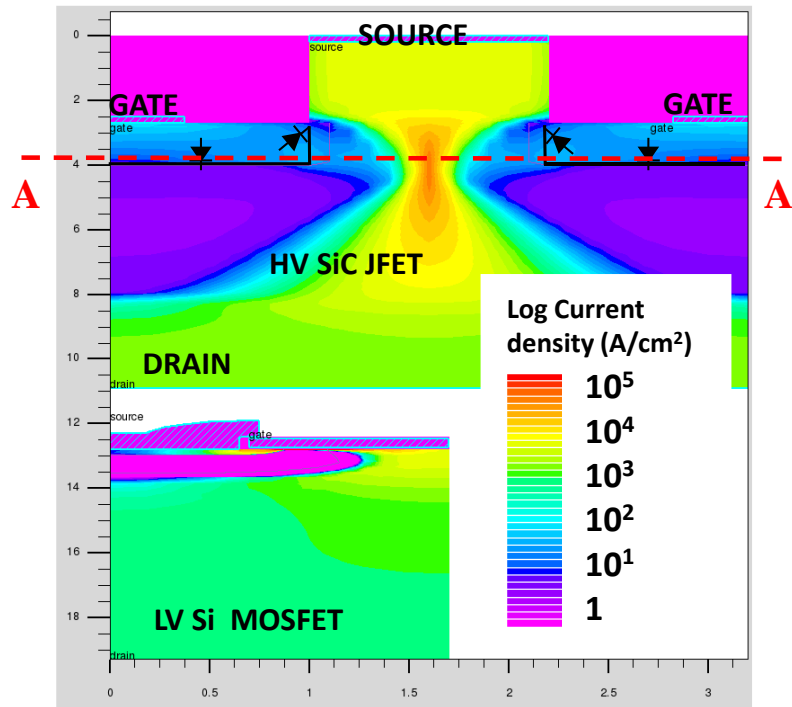 0
SOURCE
source
2
GATE
gate
GATE
gate
A
A
4
6
HV SiC JFET
8
Log Current
density (A/cm²)
10⁵
10⁴
10³
10²
10¹
1
10
DRAIN
drain
12
source
gate
14
16
18
LV Si MOSFET
drain
0
0.5
1
1.5
2
2.5
3